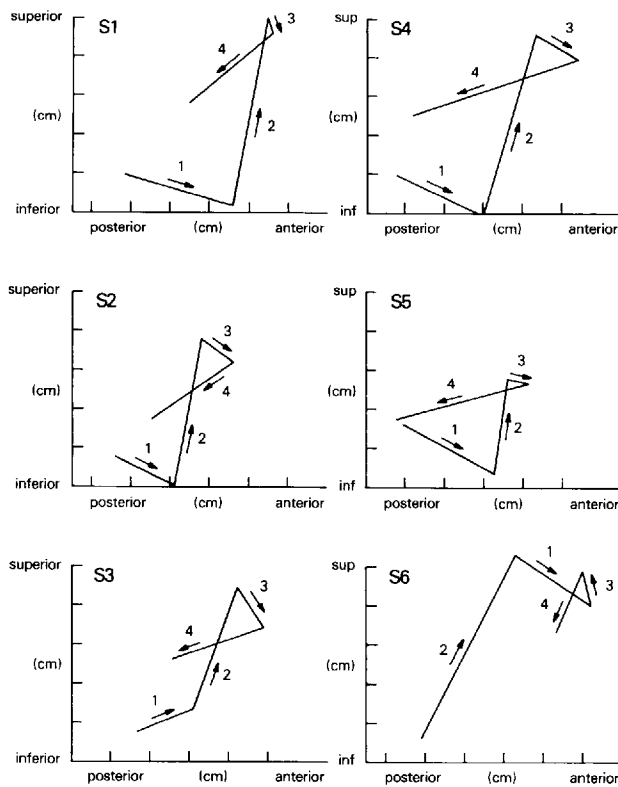 superior
S1
3
4
(cm)
2
1
inferior
posterior (cm) anterior
sup
S4
3
4
(cm)
2
1
inf
posterior (cm) anterior
superior
S2
3
(cm)
4
1
2
inferior
posterior (cm) anterior
sup
S5
3
(cm)
4
1
2
inf
posterior (cm) anterior
superior
S3
3
4
(cm)
2
1
inferior
posterior (cm) anterior
sup
S6
1
3
4
2
(cm)
inf
posterior (cm) anterior